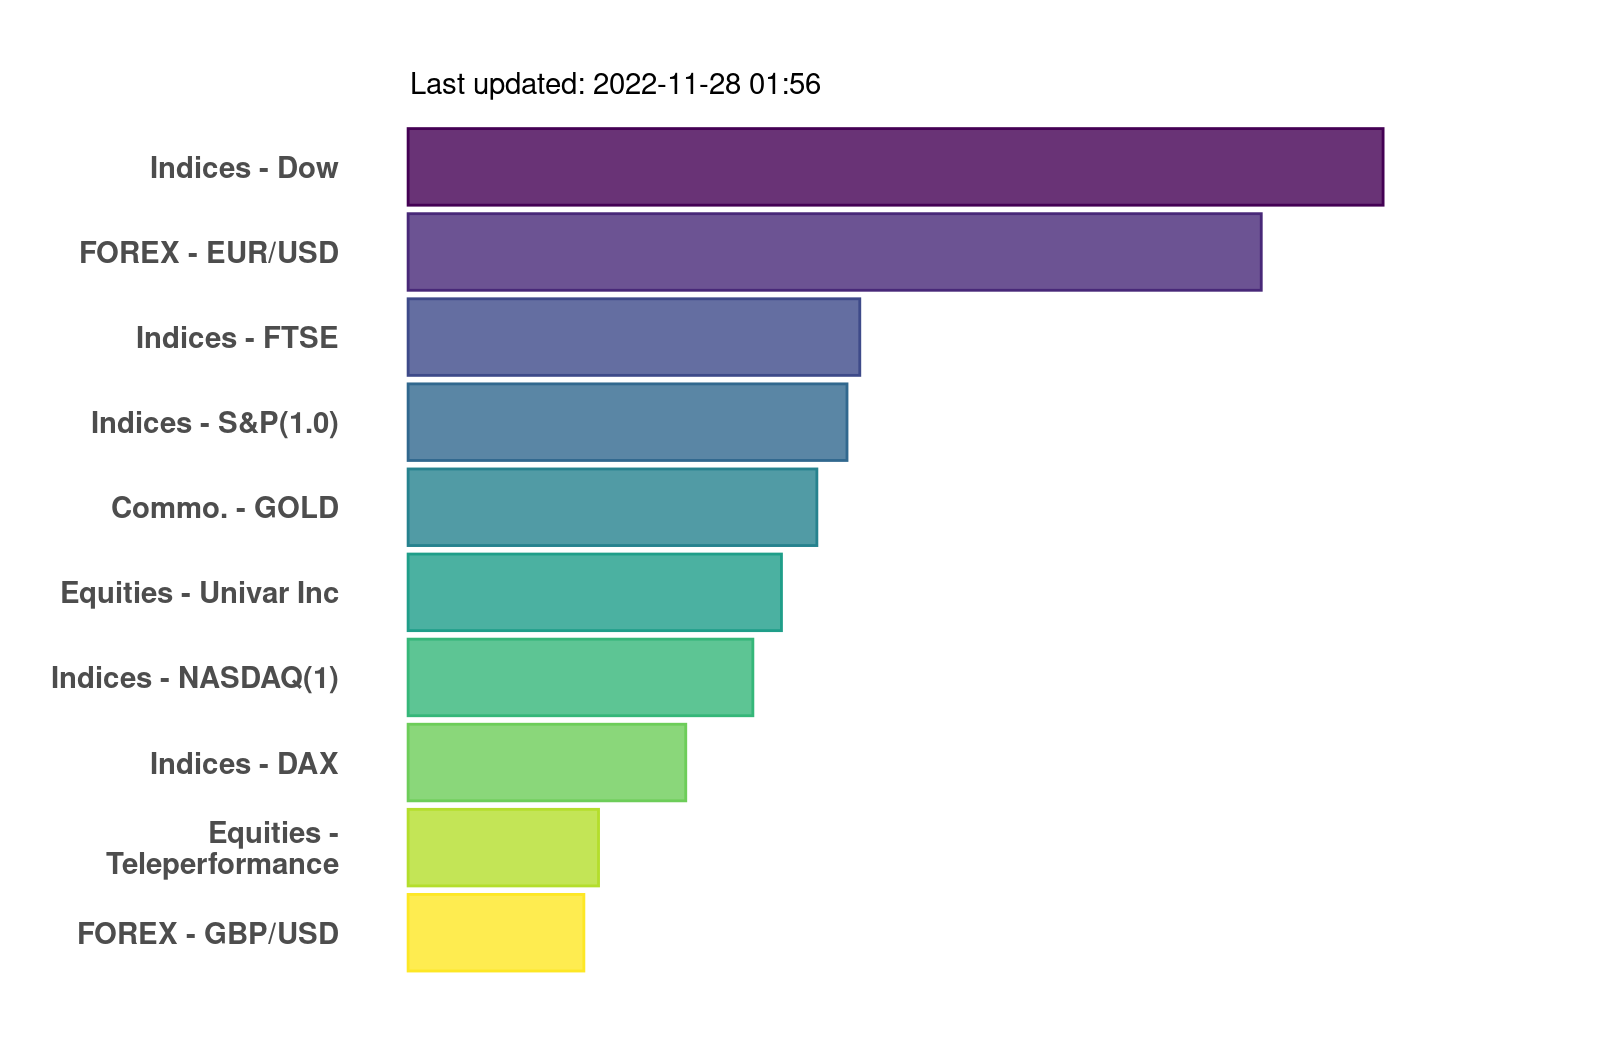 Last updated: 2022-11-28 01:56
Indices - Dow
FOREX - EUR/USD
Indices - FTSE
Indices - S&P(1.0)
Commo. - GOLD
Equities - Univar Inc
Indices - NASDAQ(1)
Indices - DAX
Equities -
Teleperformance
FOREX - GBP/USD